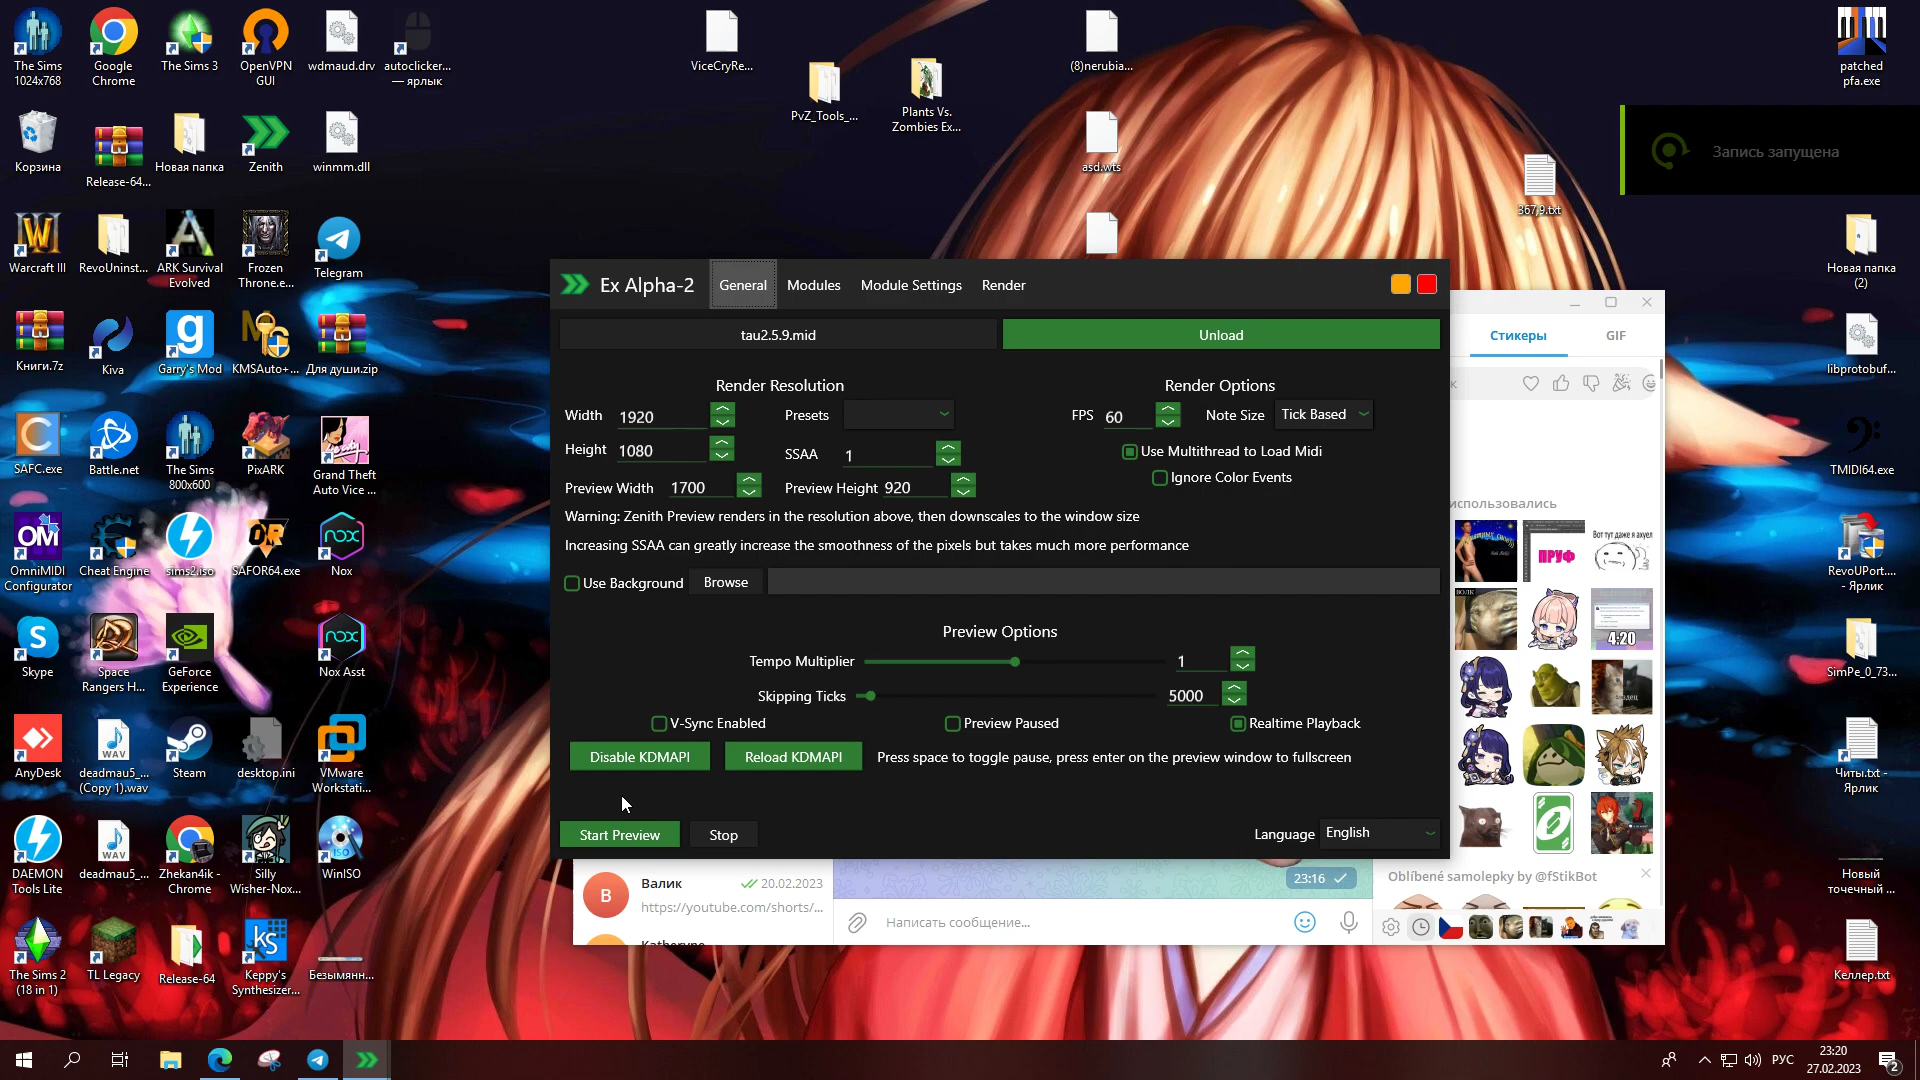 The Sims
1024x768
Google
Chrome
The Sims 3
OpenVPN
GUI
wdmaud.drv
autoclicker...
— ярлык
ViceCryRe...
PvZ_Tools_...
Plants Vs.
Zombies Ex...
(8)nerubia...
patched
pfa.exe
Корзина
Release-64...
Новая папка
Zenith
winmm.dll
asd.wts
Запись запущена
367,9.txt
Warcraft III
RevoUninst...
ARK Survival
Evolved
Frozen
Throne.e...
Telegram
Новая папка
(2)
Ex Alpha-2
General
Modules
Module Settings
Render
tau2.5.9.mid
Unload
Render Resolution
Render Options
Width
1920
Presets
FPS
60
Note Size
Tick Based
Height
1080
SSAA
1
Use Multithread to Load Midi
Ignore Color Events
Preview Width
1700
Preview Height
920
Warning: Zenith Preview renders in the resolution above, then downscales to the window size
Increasing SSAA can greatly increase the smoothness of the pixels but takes much more performance
Use Background
Browse
Preview Options
Tempo Multiplier
1
Skipping Ticks
5000
V-Sync Enabled
Preview Paused
Realtime Playback
Disable KDMAPI
Reload KDMAPI
Press space to toggle pause, press enter on the preview window to fullscreen
Start Preview
Stop
Language
English
Стикеры
GIF
использовались
ПРУФ
Вот тут даже я ахуел
ВОЛК
4:20
Oblíbené samolepky by @fStikBot
Книги.7z
Kiva
Garry's Mod
KMSAuto+...
Для души.zip
libprotobuf...
SAFC.exe
Battle.net
The Sims
800x600
PixARK
Grand Theft
Auto Vice ...
TMIDI64.exe
OmniMIDI
Configurator
Cheat Engine
sims2.iso
SAFOR64.exe
Nox
RevoUPort....
- Ярлик
Skype
Space
Rangers H...
GeForce
Experience
Nox Asst
SimPe_0_73...
AnyDesk
deadmau5_...
(Copy 1).wav
Steam
desktop.ini
VMware
Workstati...
Читы.txt -
Ярлик
DAEMON
Tools Lite
deadmau5_...
Zhekan4ik -
Chrome
Silly
Wisher-Nox...
WinISO
Новый
точечный ...
The Sims 2
(18 in 1)
TL Legacy
Release-64
Keppy's
Synthesizer...
Безымянн...
Келлер.txt
В
Валик
20.02.2023
https://youtube.com/shorts/...
Katheryne
23:16
Написать сообщение...
РУС
23:20
27.02.2023
2